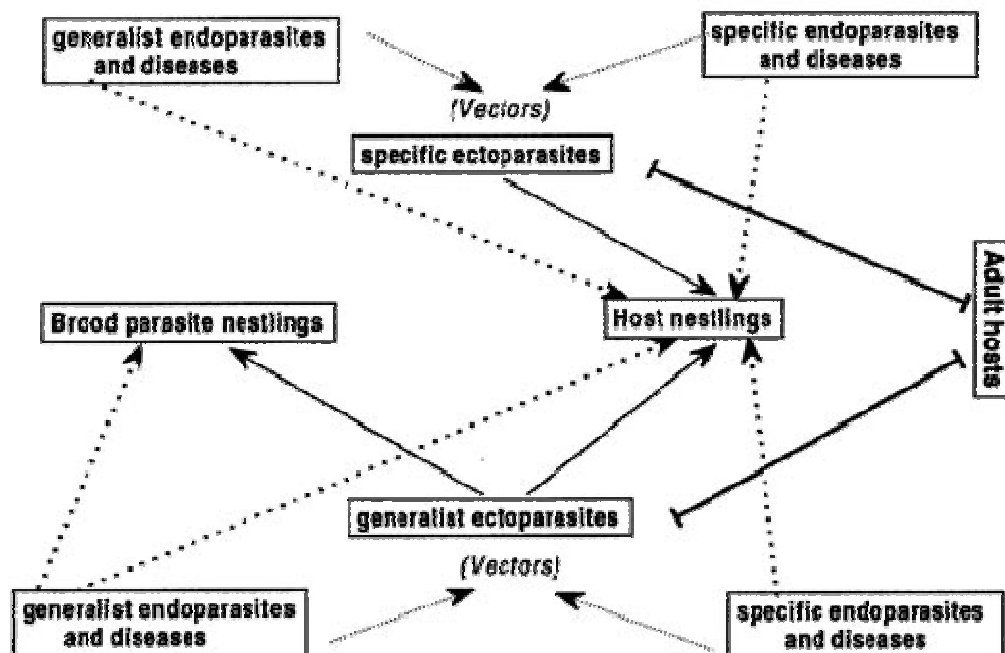 generalist endoparasites
and diseases
specific endoparasites
and diseases
(Vectors)
specific ectoparasites
Adult hosts
Brood parasite nestlings
Host nestlings
generalist ectoparasites
(Vectors)
generalist endoparasites
and diseases
specific endoparasites
and diseases